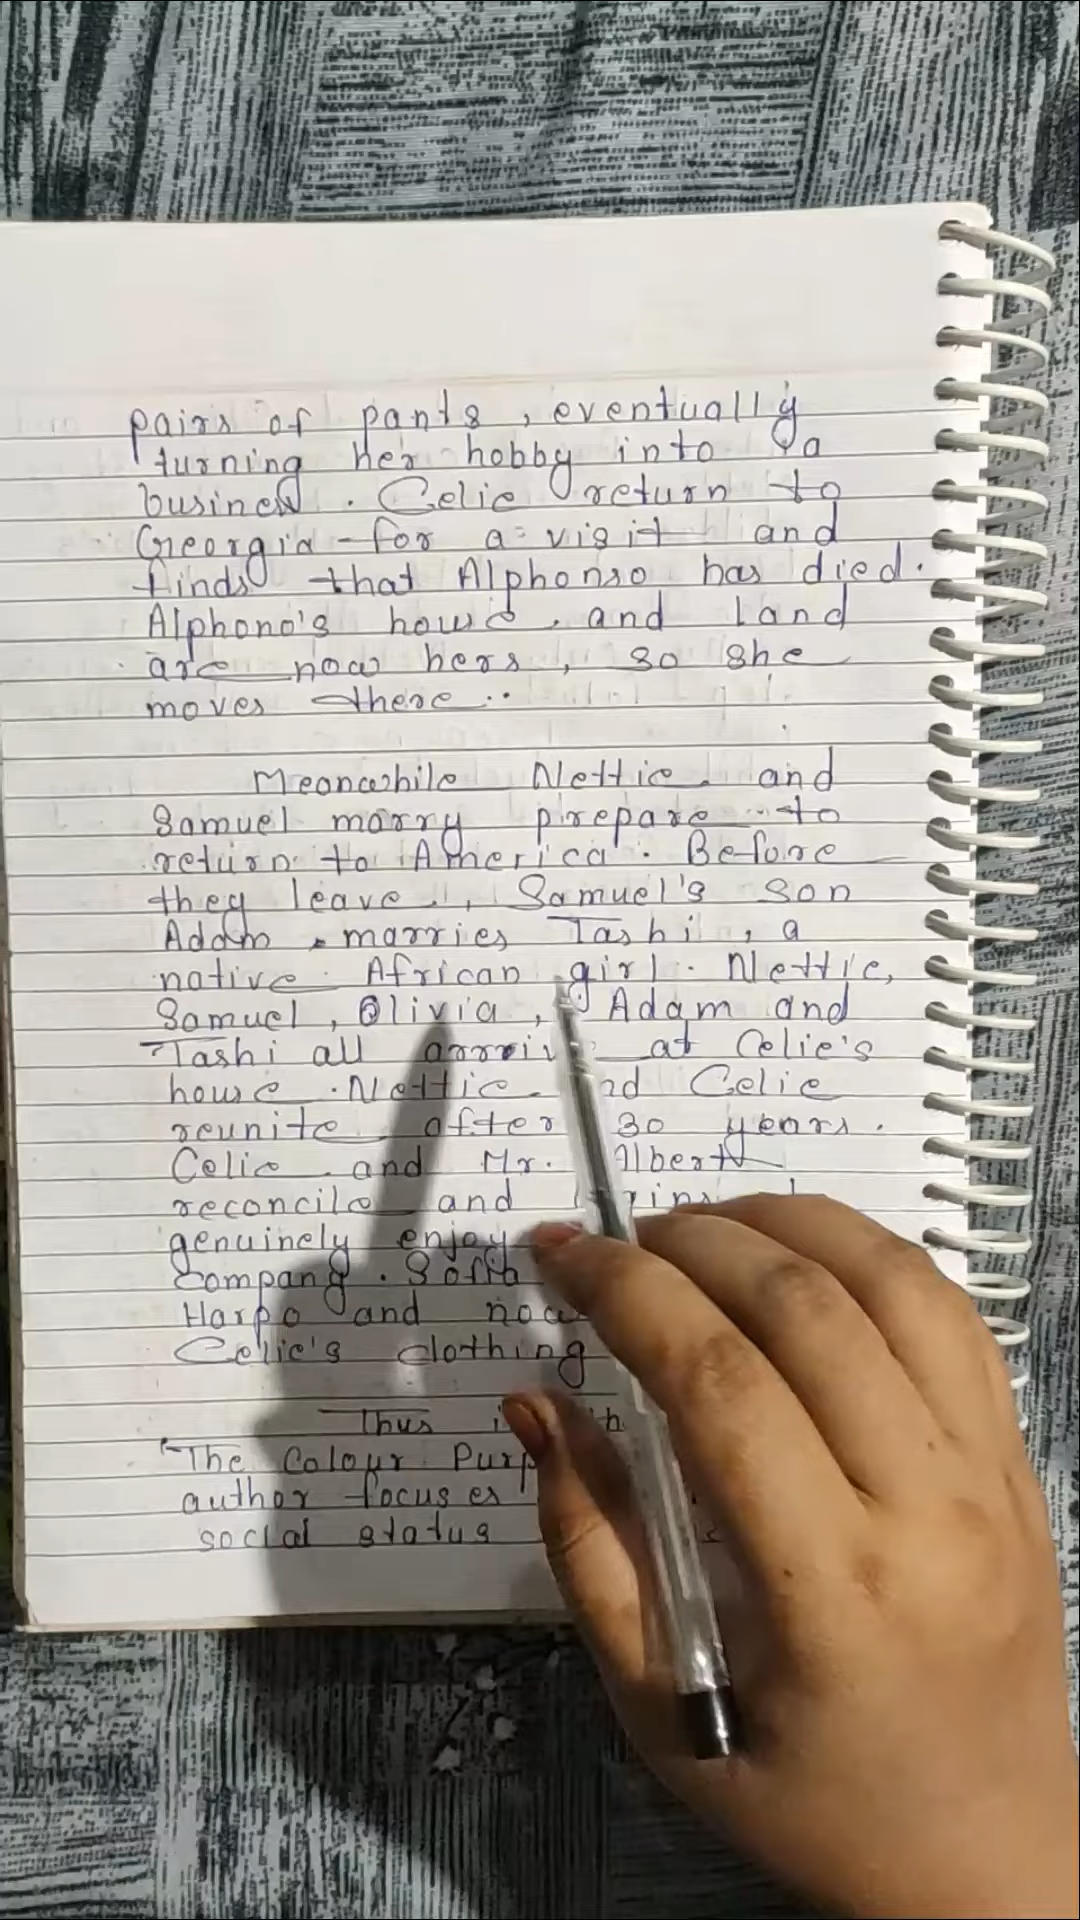 pairs of pants, eventually
turning her hobby into a
business. Celie return to
Georgia for a visit and
finds that Alphonso has died.
Alphono's house and land
are now hers, so she
moves there..
Meanwhile Nettie and
Samuel marry prepare to
return to America. Before
they leave, Samuel's son
Adam marries Tashi, a
native African girl. Nettie,
Samuel, Olivia, Adam and
Tashi all at Celie's
house. Nettie Celie
reunite after 30 years.
Celie and Mr.
reconcile and
genuinely enjoy
compang. Sofia
Harpo and now
Celie's clothing
Thus
"The Colour
author focuses
social status